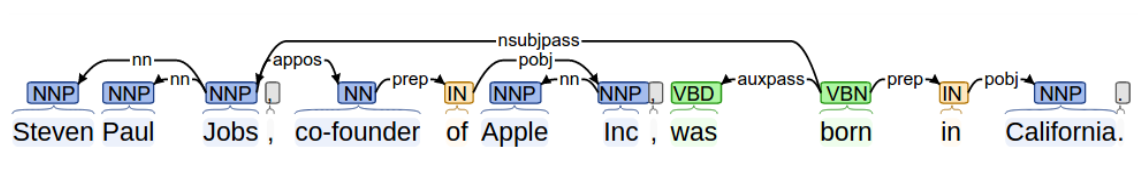 nsubjpass
nn appos pobj
nn prep nn auxpass prep pobj
NNP NNP NNP , NN IN NNP NNP , VBD VBN IN NNP .
Steven Paul Jobs , co-founder of Apple Inc , was born in California.